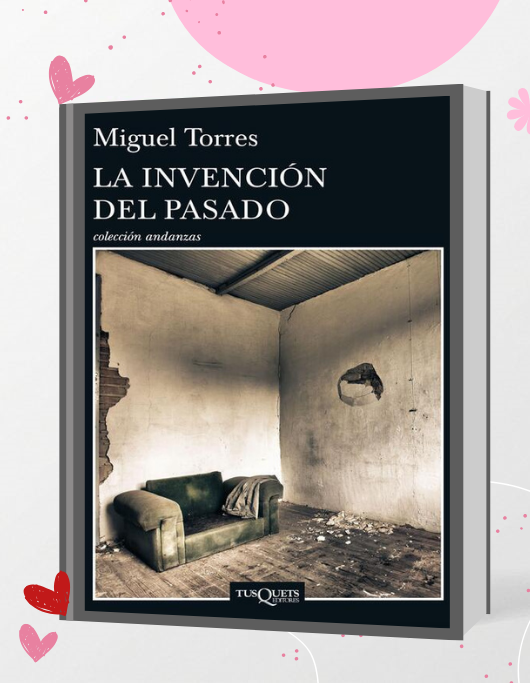 Miguel Torres
LA INVENCIÓN
DEL PASADO
colección andanzas
TUSQUETS
EDITORES